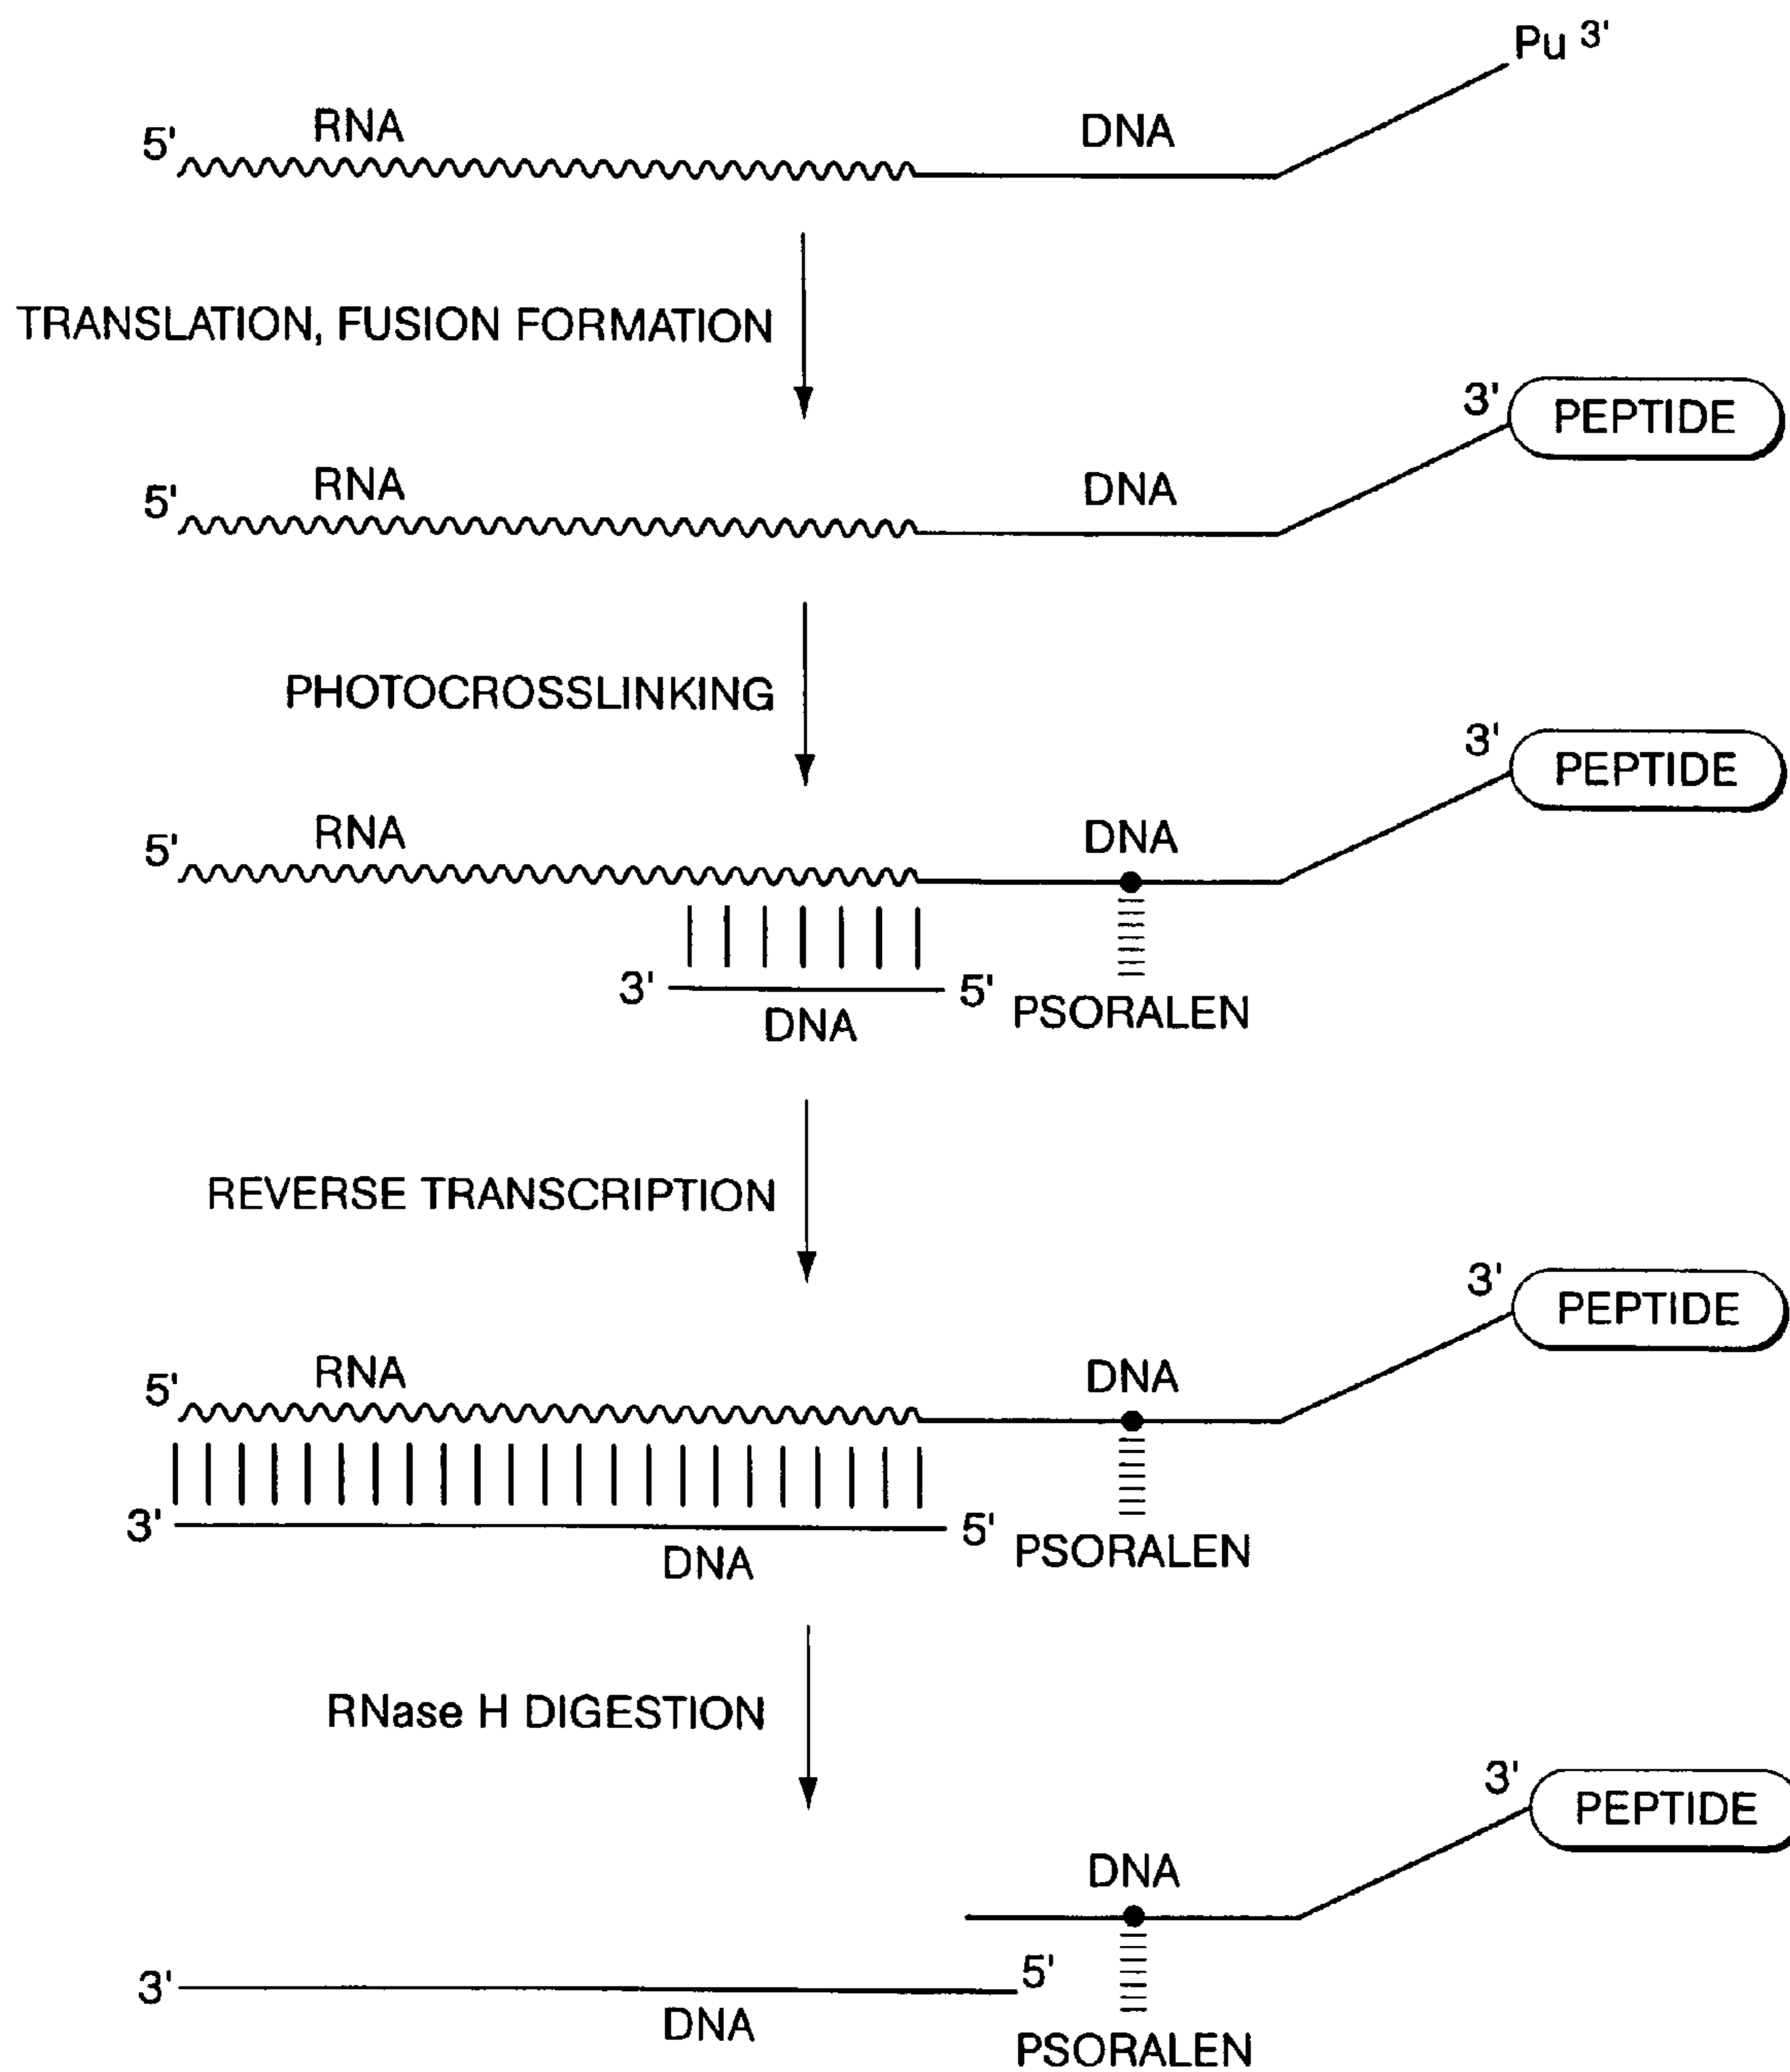 Pu 3'
5' RNA DNA
TRANSLATION, FUSION FORMATION
3' PEPTIDE
5' RNA DNA
PHOTOCROSSLINKING
3' PEPTIDE
5' RNA DNA
3' 5' PSORALEN
DNA
REVERSE TRANSCRIPTION
3' PEPTIDE
5' RNA DNA
3' 5' PSORALEN
DNA
RNase H DIGESTION
3' PEPTIDE
DNA
3' 5'
DNA
PSORALEN